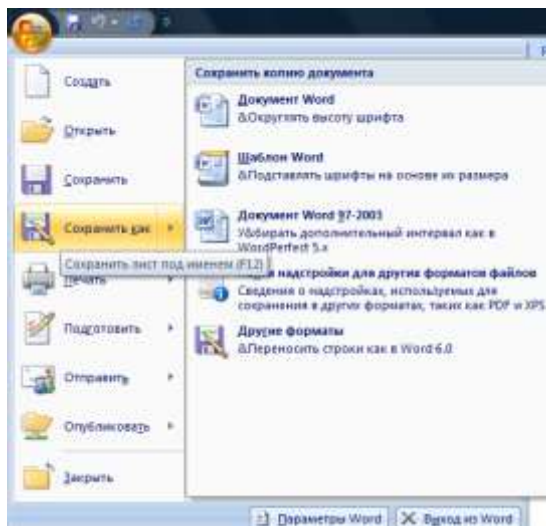 Создать
Открыть
Сохранить
Сохранить как
Сохранить лист под именем (F12)
Печать
Подготовить
Отправить
Опубликовать
Закрыть
Сохранить копию документа
Документ Word
&Округлять высоту шрифта
Шаблон Word
&Подставлять шрифты на основе их размера
Документ Word 97-2003
У&бирать дополнительный интервал как в
WordPerfect 5.x
надстройки для других форматов файлов
Сведения о надстройках, используемых для
сохранения в других форматах, таких как PDF и XPS
Другие форматы
&Переносить строки как в Word 6.0
Параметры Word
Выход из Word